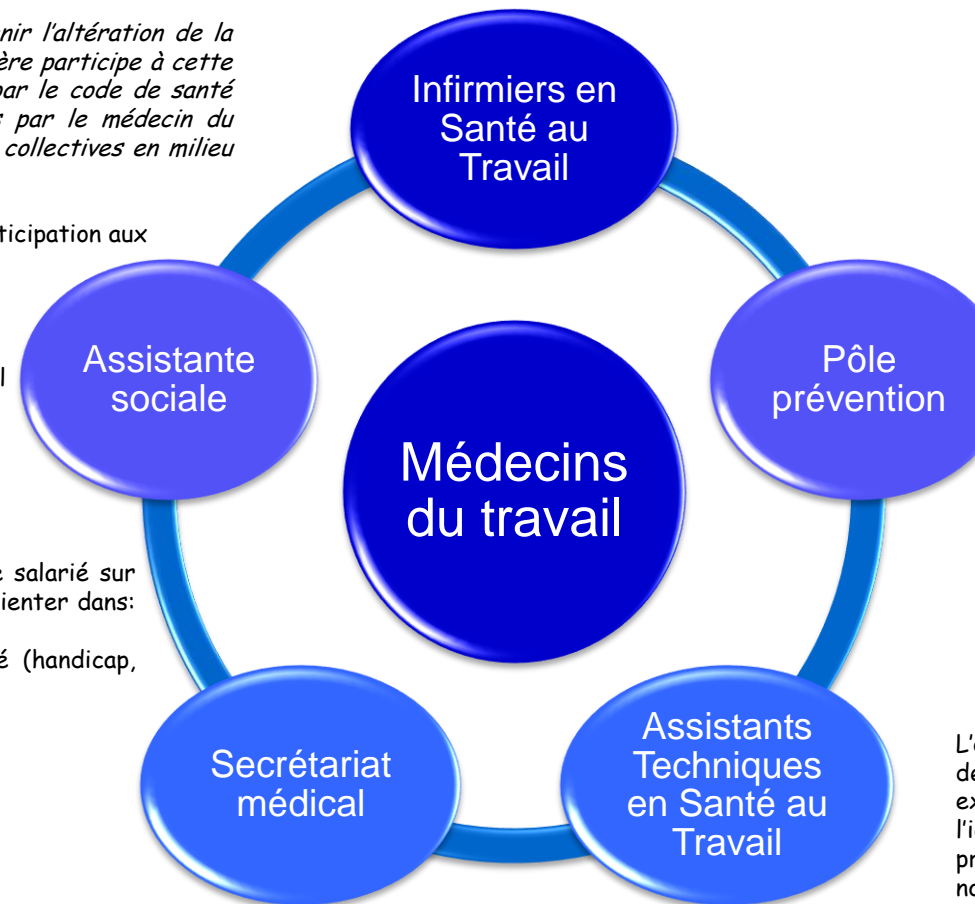 nir l'altération de la
ère participe à cette
par le code de santé
s par le médecin du
collectives en milieu
ticipation aux
l
e salarié sur
ienter dans:
é (handicap,
Infirmiers en
Santé au
Travail
Assistante
sociale
Pôle
prévention
Médecins
du travail
Secrétariat
médical
Assistants
Techniques
en Santé au
Travail
L'
de
ex
l'i
pr
no